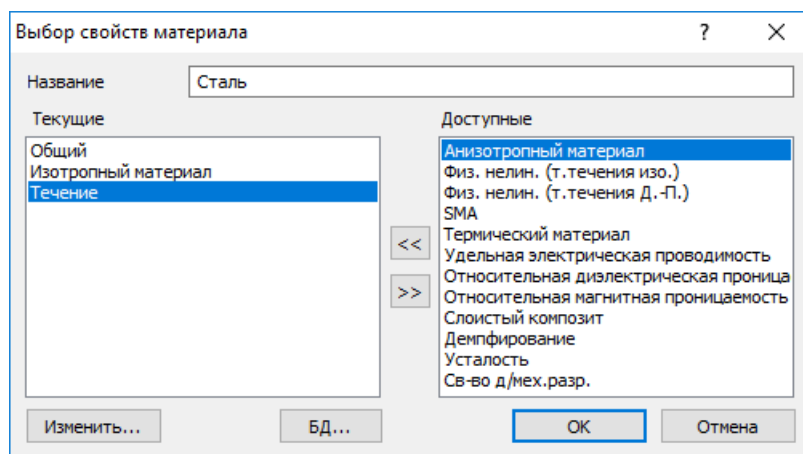 Выбор свойств материала
?
Название
Сталь
Текущие
Доступные
Общий
Изотропный материал
Течение
<<
>>
Анизотропный материал
Физ. нелин. (т.течения изо.)
Физ. нелин. (т.течения Д.-П.)
SMA
Термический материал
Удельная электрическая проводимость
Относительная диэлектрическая проница
Относительная магнитная проницаемость
Слоистый композит
Демпфирование
Усталость
Св-во д/мех.разр.
Изменить...
БД...
OK
Отмена